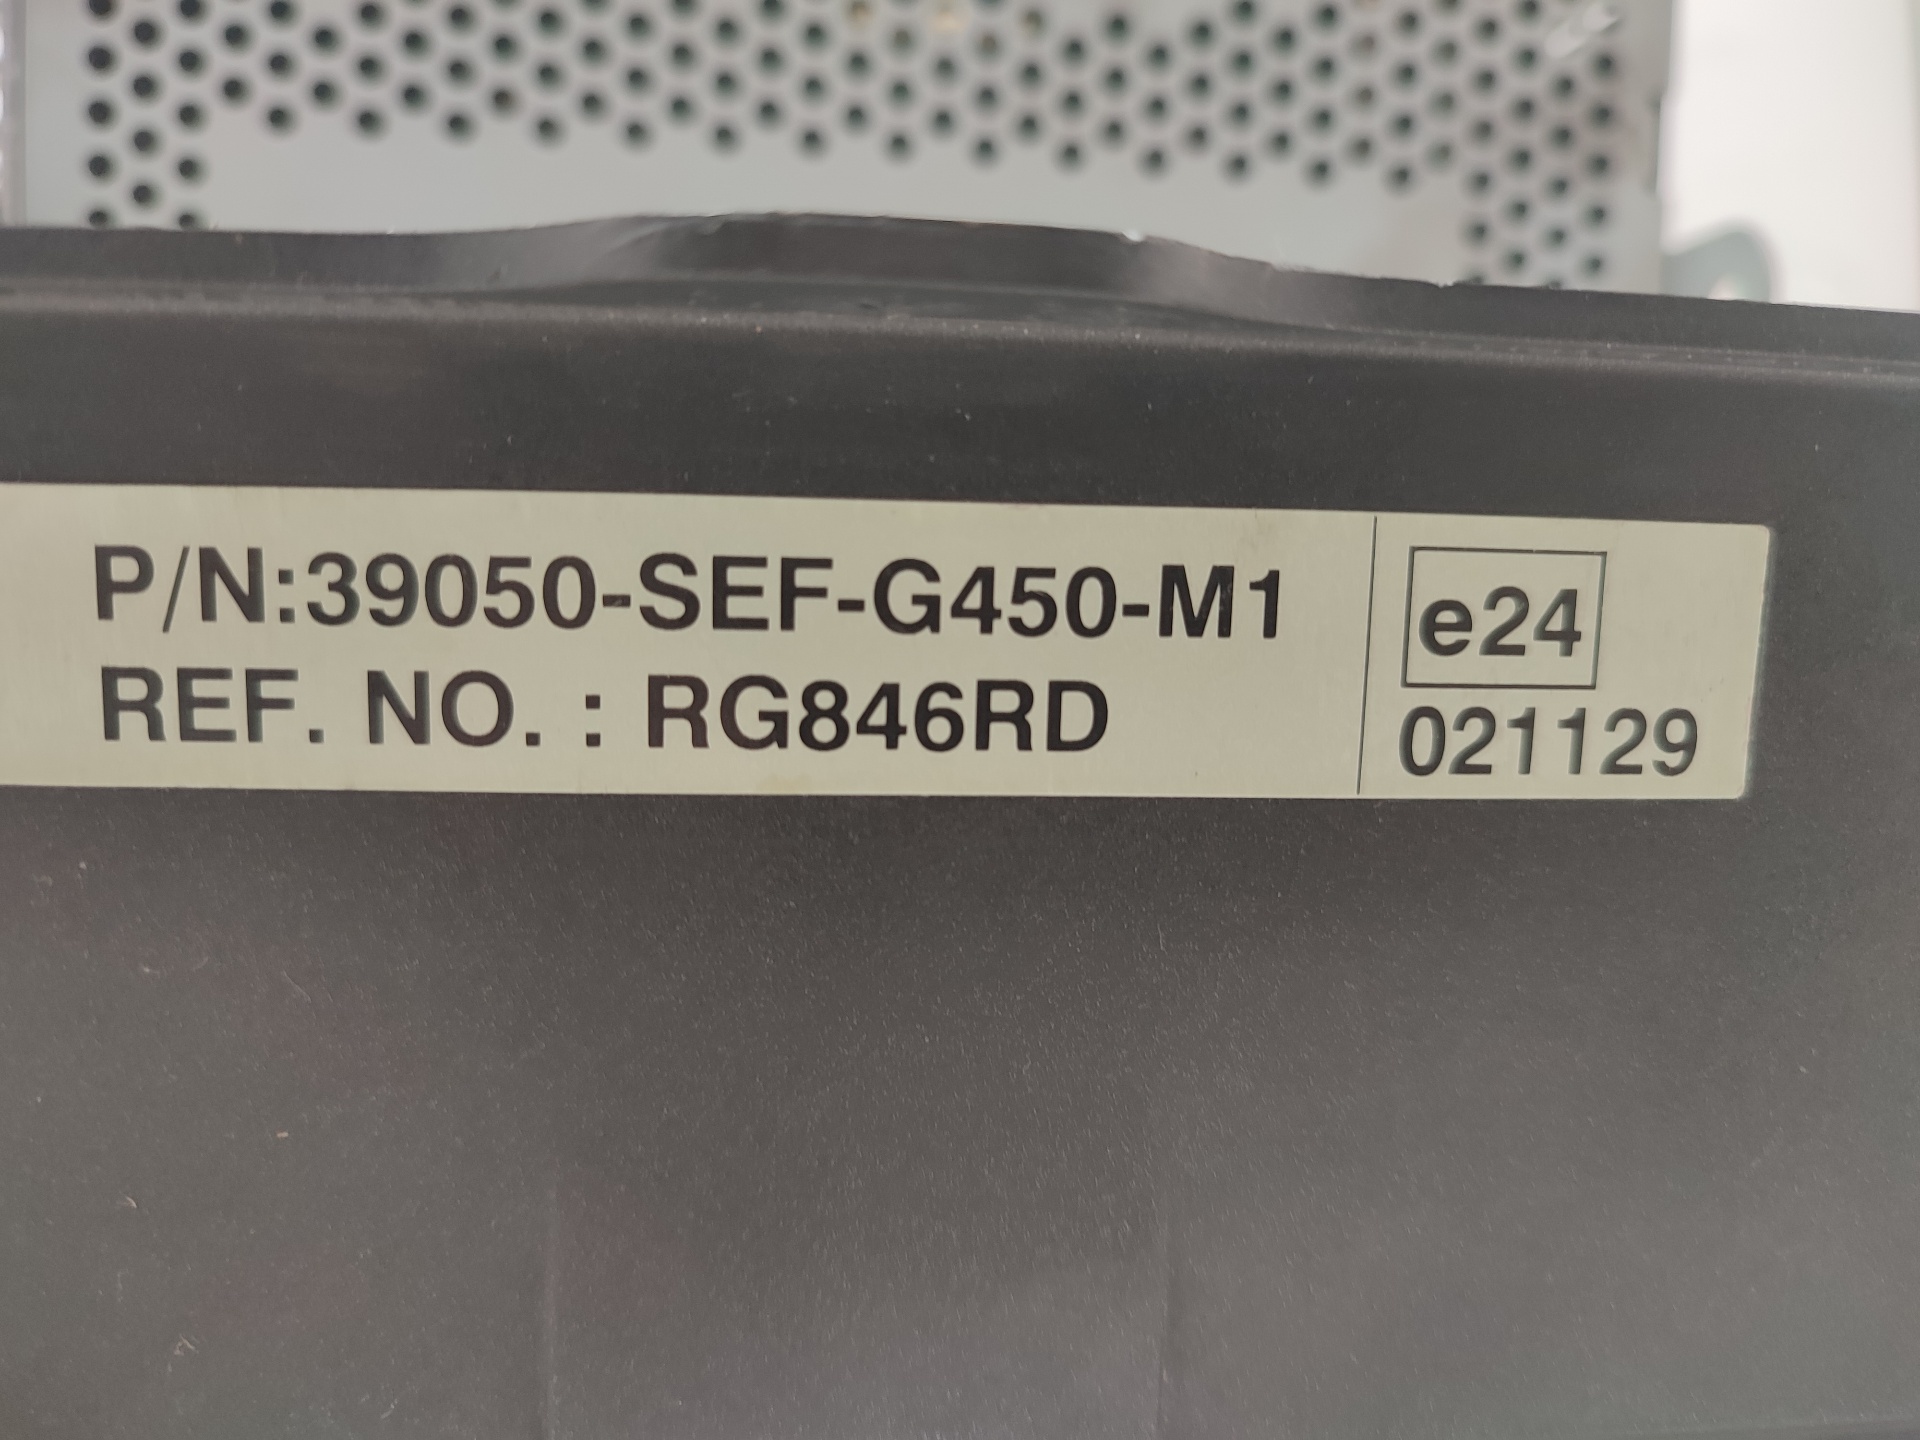 P/N:39050-SEF-G450-M1
REF. NO. : RG846RD
e24
021129